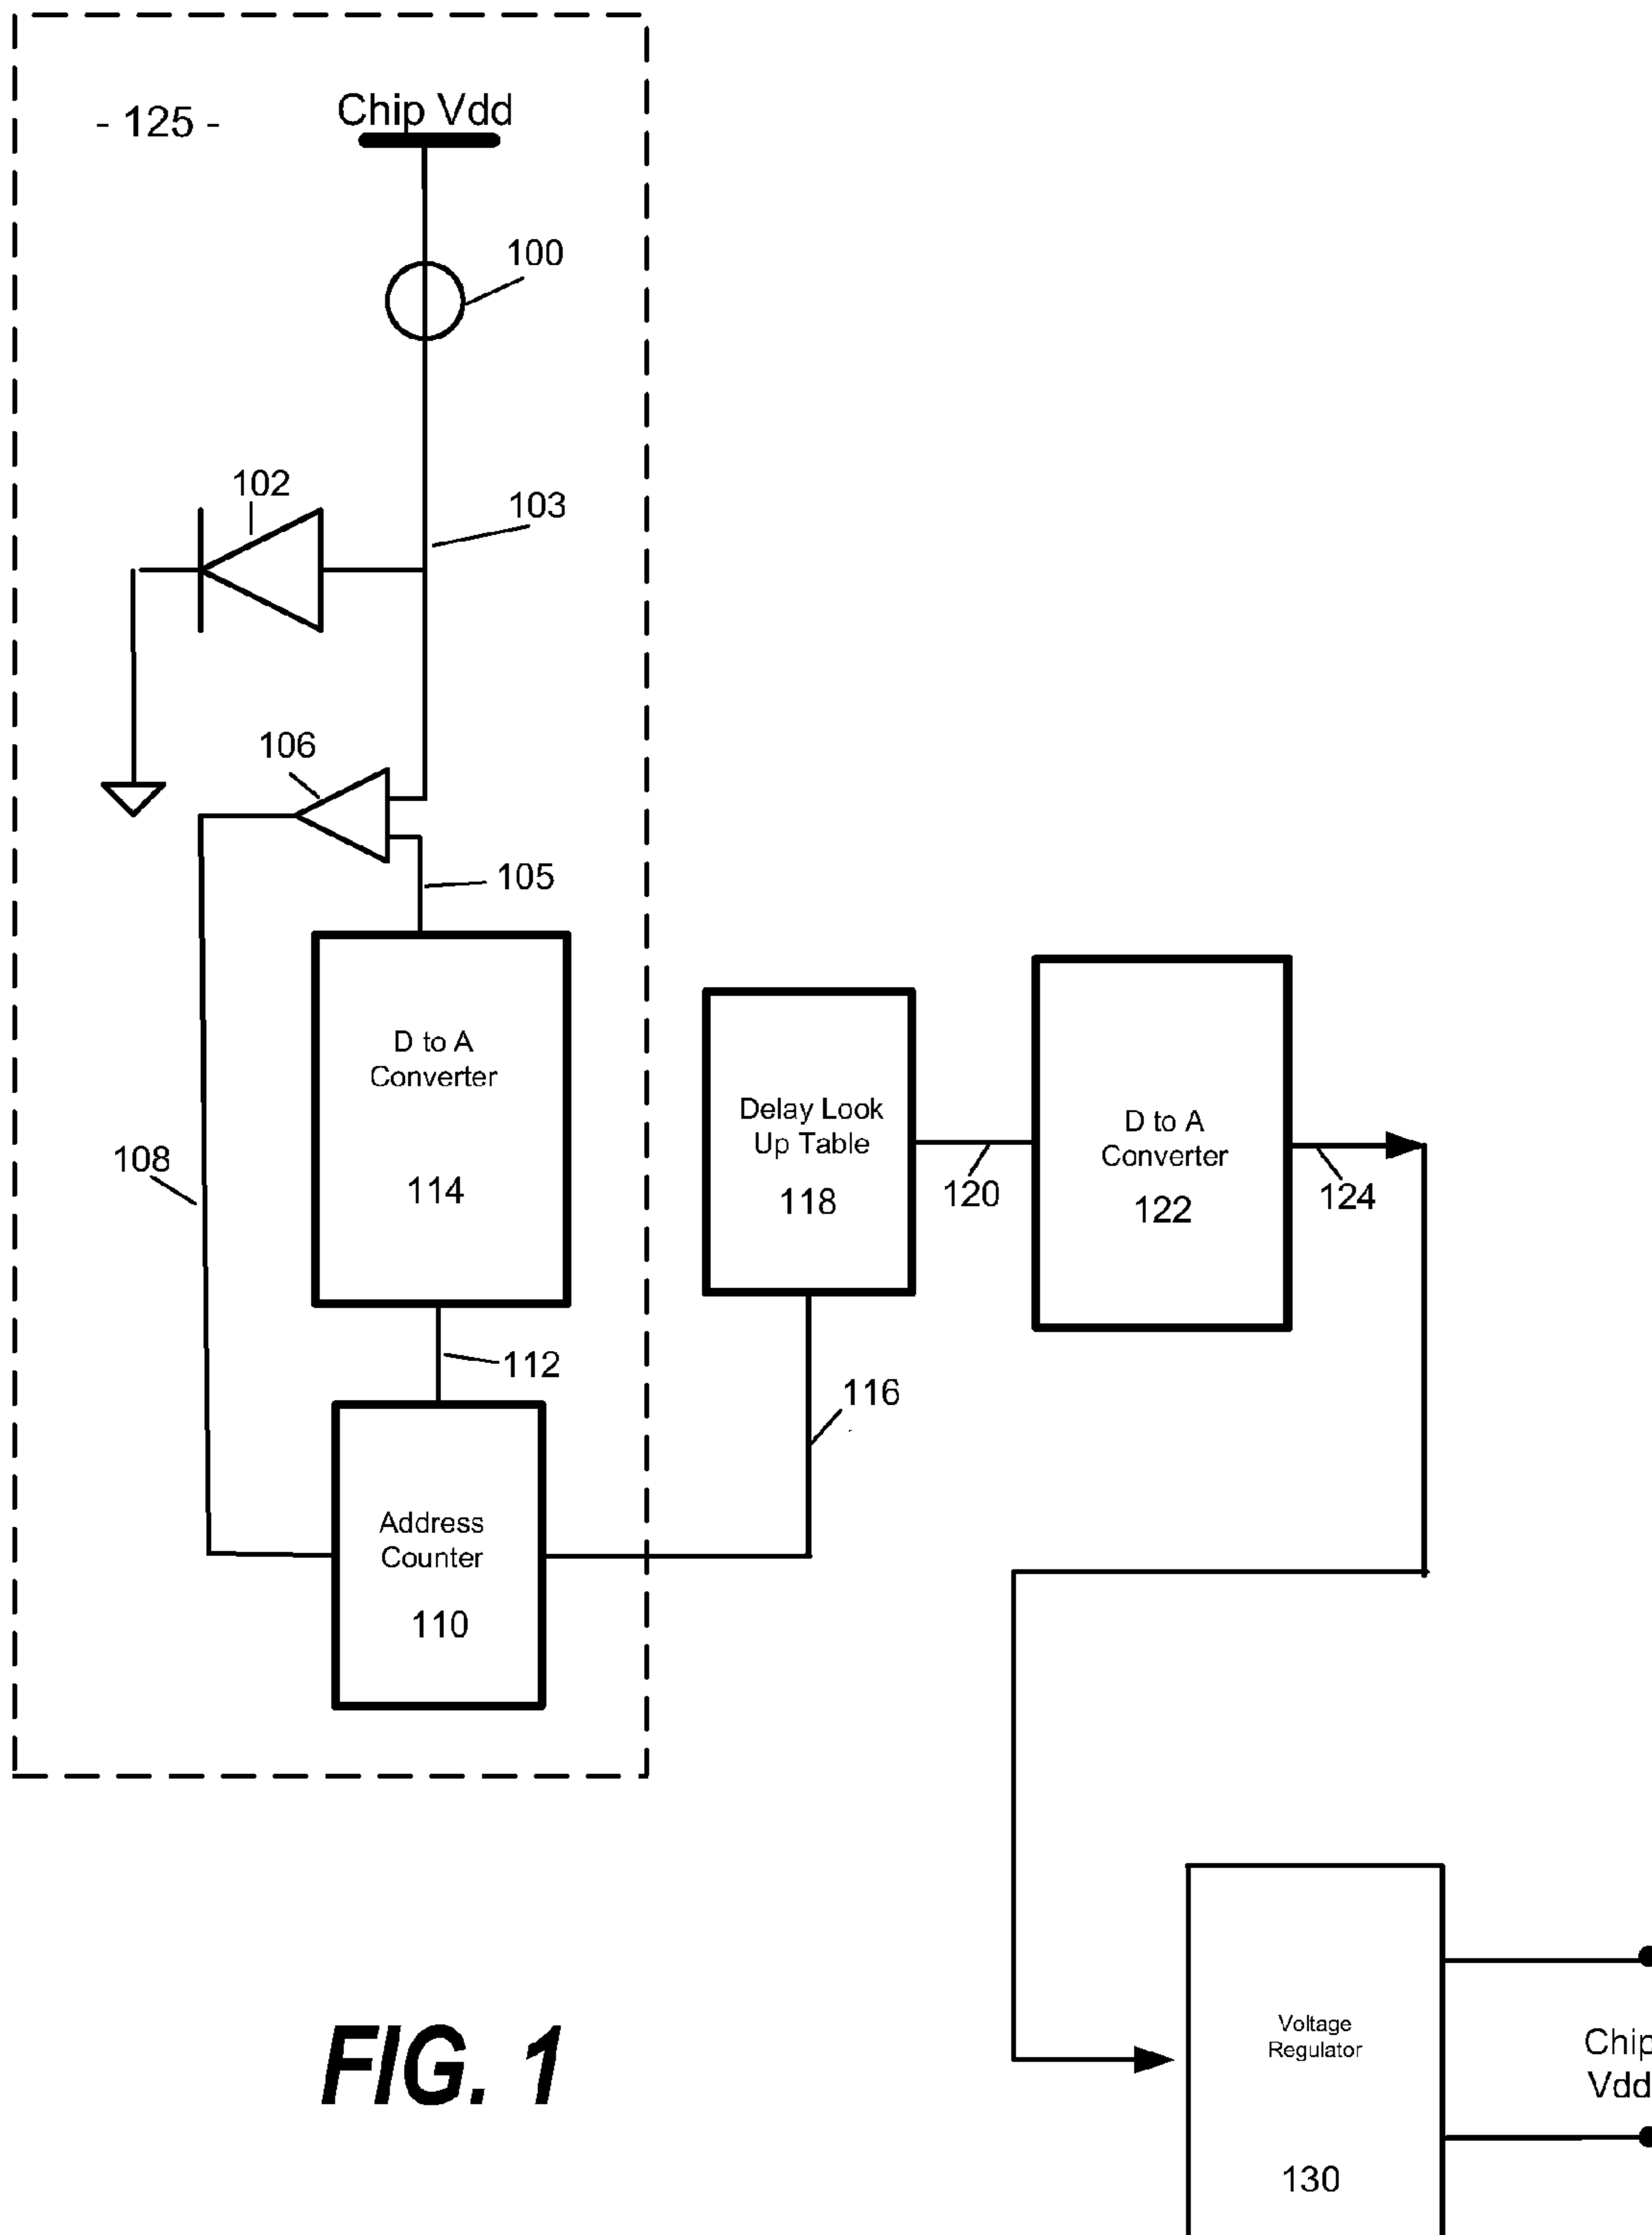 - 125 -
Chip Vdd
100
102
103
106
105
D to A
Converter
114
108
112
Address
Counter
110
Delay Look
Up Table
118
116
120
D to A
Converter
122
124
Voltage
Regulator
130
Chip
Vdd
FIG. 1